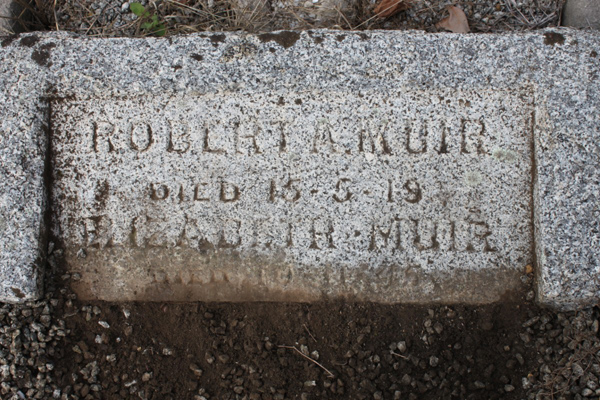 ROBERT A. MUIR
DIED 15-5-19
ELIZABETH · MUIR